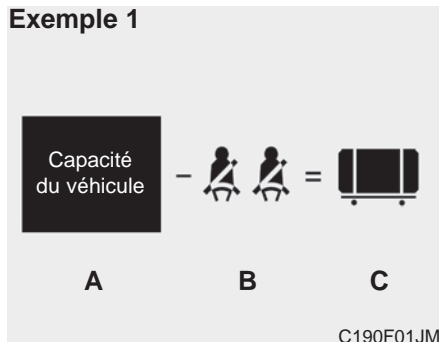 Exemple 1
Capacité
du véhicule
- =
A B C
C190F01JM